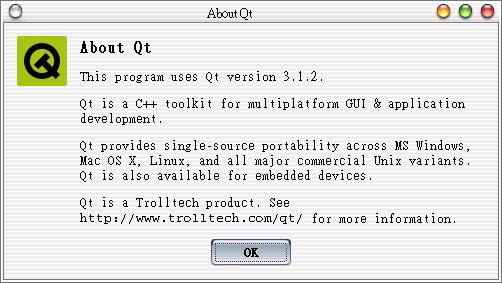 About Qt
About Qt
This program uses Qt version 3.1.2.
Qt is a C++ toolkit for multiplatform GUI & application
development.
Qt provides single-source portability across MS Windows,
Mac OS X, Linux, and all major commercial Unix variants.
Qt is also available for embedded devices.
Qt is a Trolltech product. See
http://www.trolltech.com/qt/ for more information.
OK